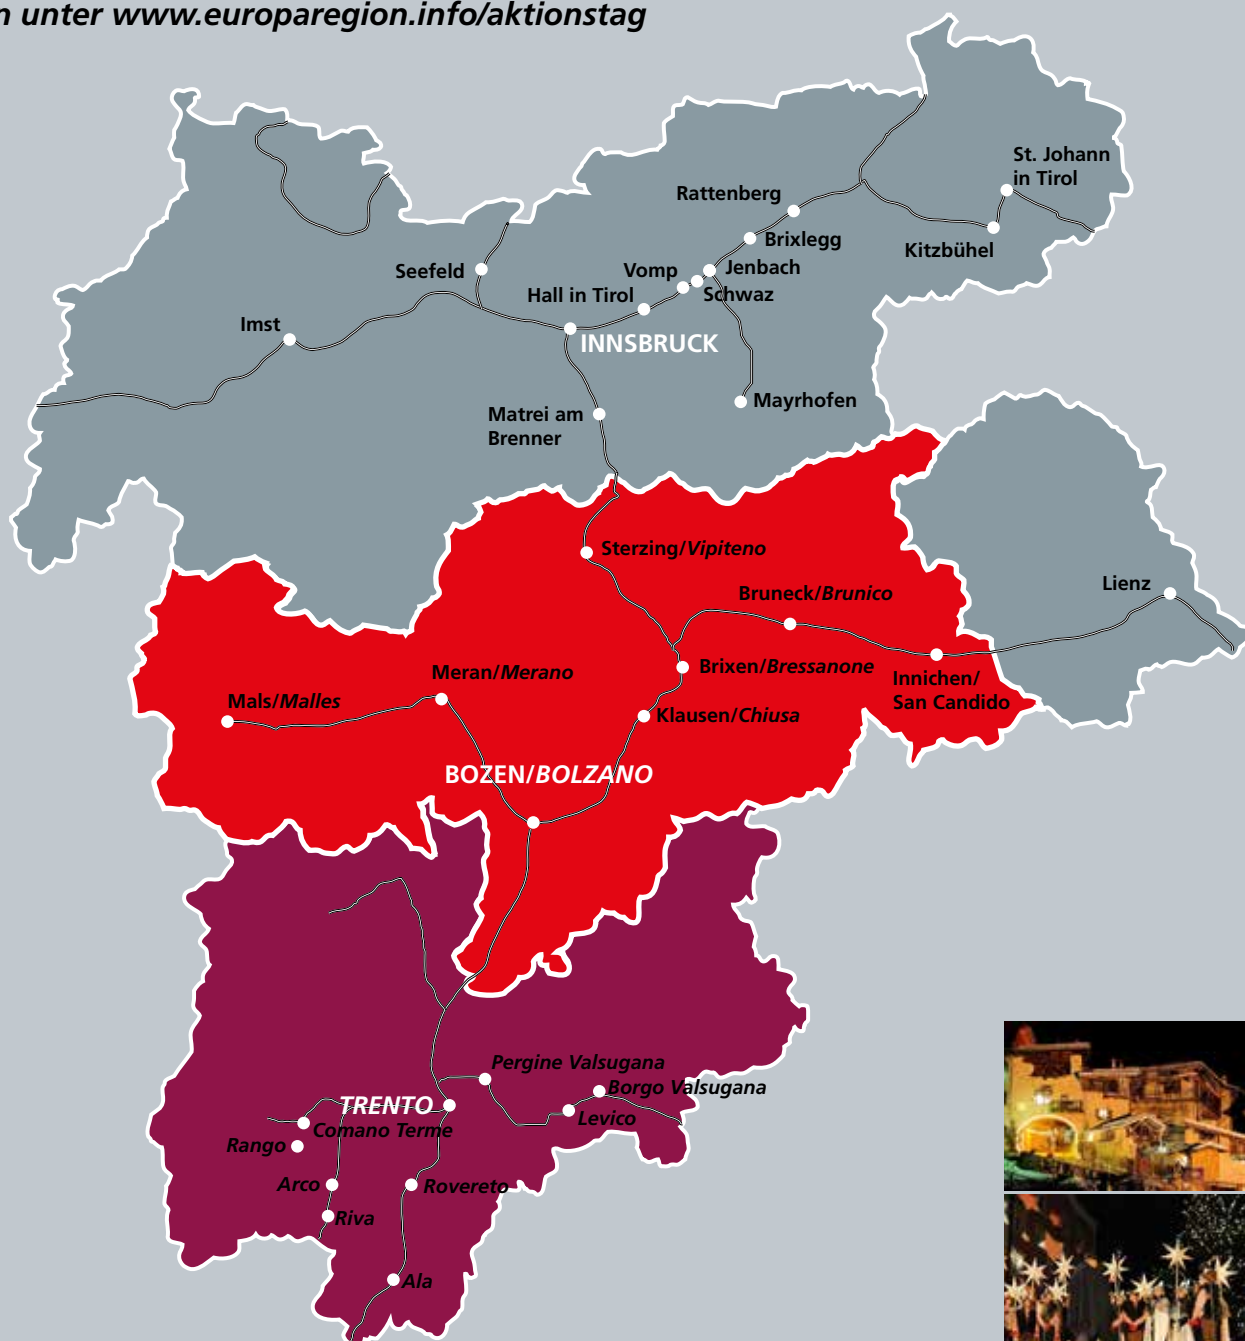 n unter www.europaregion.info/aktionstag
St. Johann
in Tirol
Rattenberg
Brixlegg
Kitzbühel
Seefeld
Vomp
Jenbach
Hall in Tirol
Schwaz
Imst
INNSBRUCK
Mayrhofen
Matrei am
Brenner
Sterzing/Vipiteno
Lienz
Bruneck/Brunico
Brixen/Bressanone
Meran/Merano
Innichen/
San Candido
Mals/Malles
Klausen/Chiusa
BOZEN/BOLZANO
Pergine Valsugana
Borgo Valsugana
TRENTO
Levico
Comano Terme
Rango
Arco
Rovereto
Riva
Ala